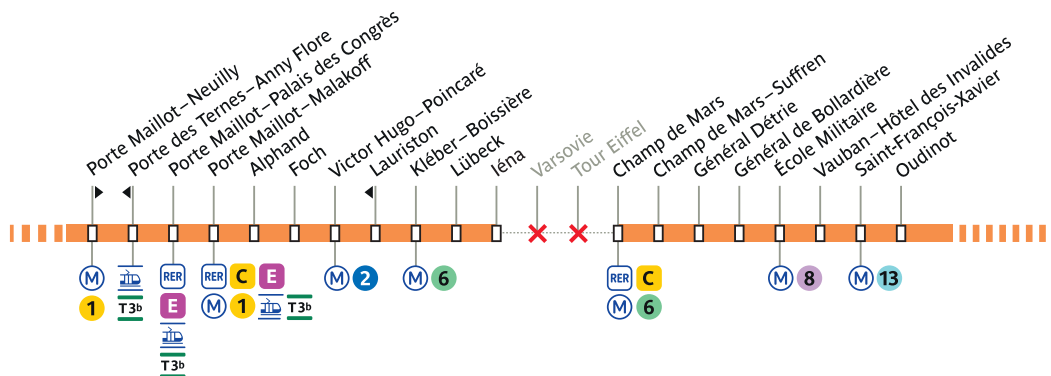 Porte Maillot–Neuilly
Porte des Ternes–Anny Flore
Porte Maillot–Palais des Congrès
Porte Maillot–Malakoff
Alphand
Foch
Victor Hugo–Poincaré
Lauriston
Kléber–Boissière
Lübeck
Iéna
Varsovie
Tour Eiffel
Champ de Mars
Champ de Mars–Suffren
Général Détrie
Général de Bollardière
École Militaire
Vauban–Hôtel des Invalides
Saint-François-Xavier
Oudinot
M
1
T3b
RER
E
T3b
RER C E
M 1 T3b
M 2
M 6
RER C
M 6
M 8
M 13